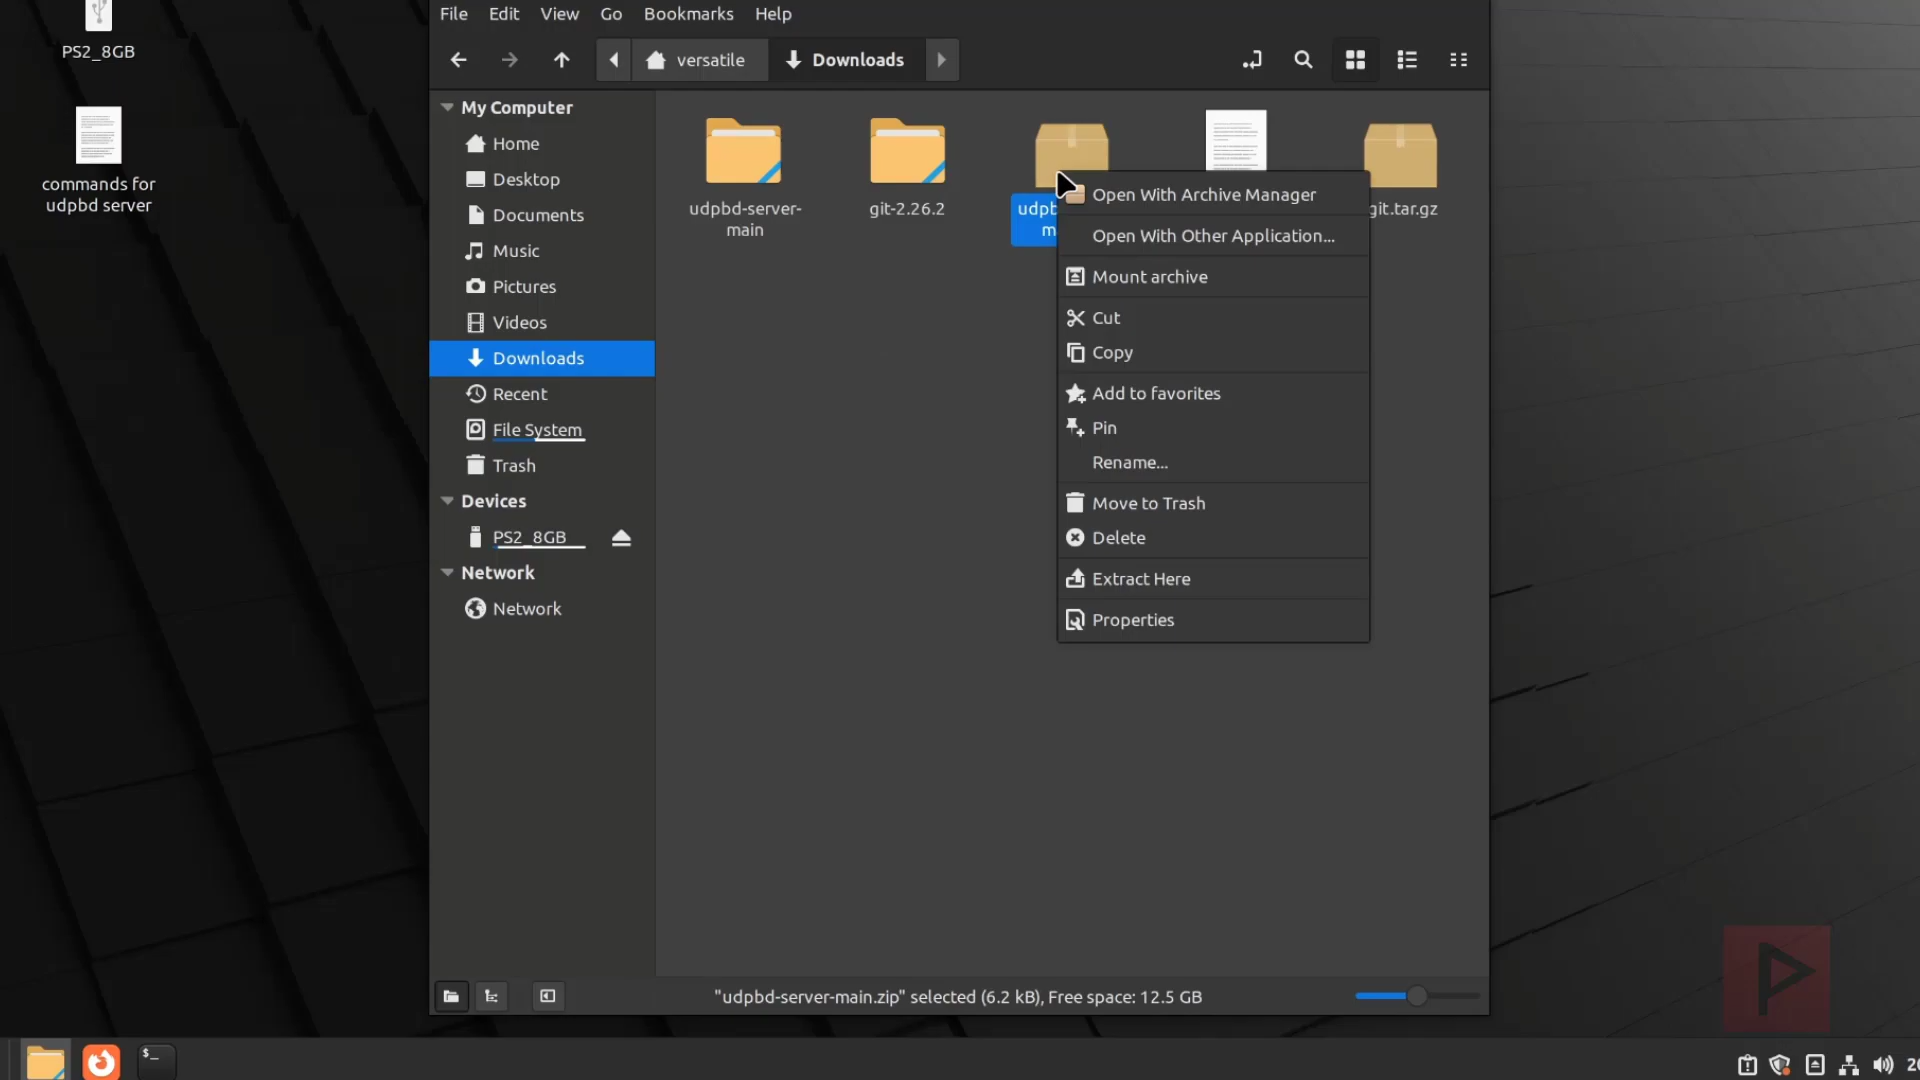 PS2_8GB
commands for
udpbd server
File Edit View Go Bookmarks Help
versatile Downloads
My Computer
Home
Desktop
Documents
Music
Pictures
Videos
Downloads
Recent
File System
Trash
Devices
PS2_8GB
Network
Network
udpbd-server-
main
git-2.26.2
git.tar.gz
Open With Archive Manager
Open With Other Application...
Mount archive
Cut
Copy
Add to favorites
Pin
Rename...
Move to Trash
Delete
Extract Here
Properties
"udpbd-server-main.zip" selected (6.2 kB), Free space: 12.5 GB
$_